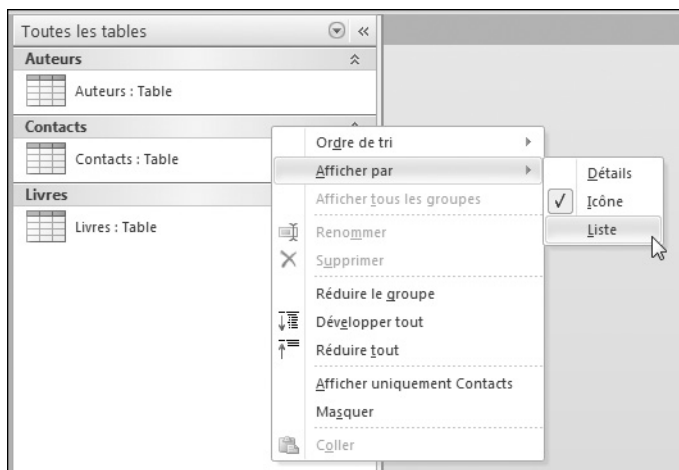 Toutes les tables
Auteurs
Auteurs : Table
Contacts
Contacts : Table
Livres
Livres : Table
Ordre de tri
Afficher par
Afficher tous les groupes
Renommer
Supprimer
Réduire le groupe
Développer tout
Réduire tout
Afficher uniquement Contacts
Masquer
Coller
Détails
Icône
Liste